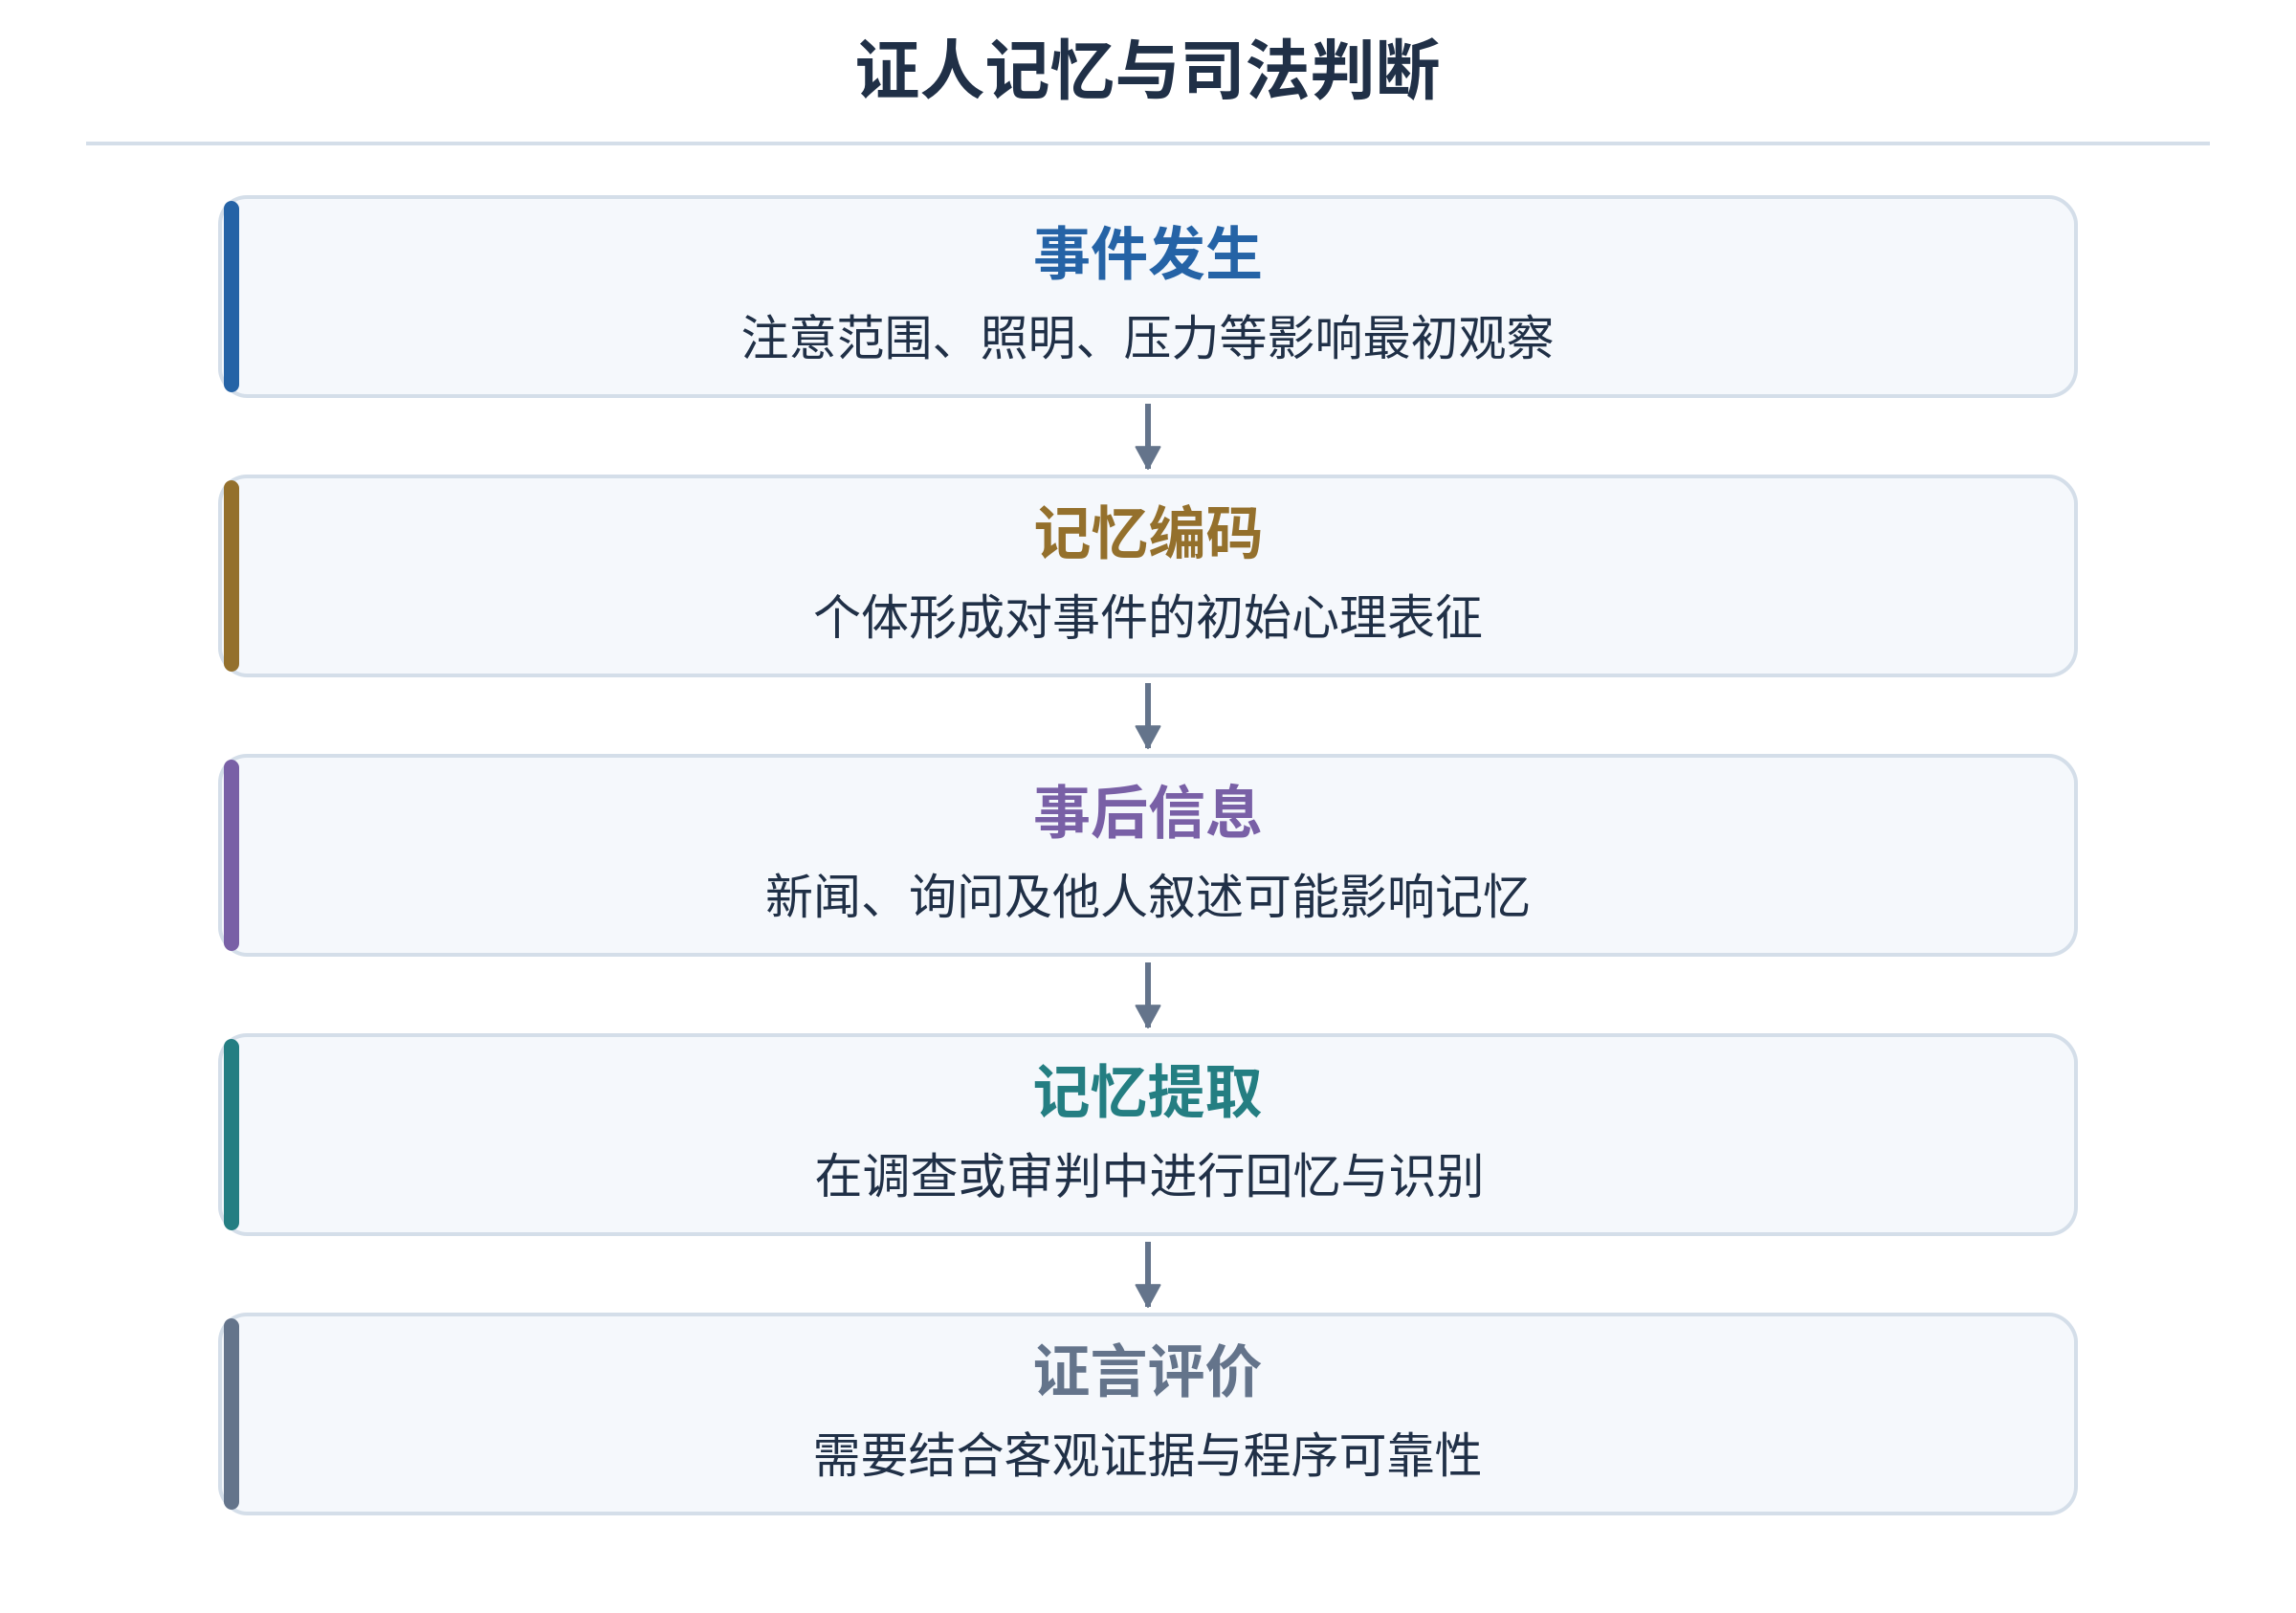 证人记忆与司法判断
事件发生
注意范围、照明、压力等影响最初观察
记忆编码
个体形成对事件的初始心理表征
事后信息
新闻、询问及他人叙述可能影响记忆
记忆提取
在调查或审判中进行回忆与识别
证言评价
需要结合客观证据与程序可靠性